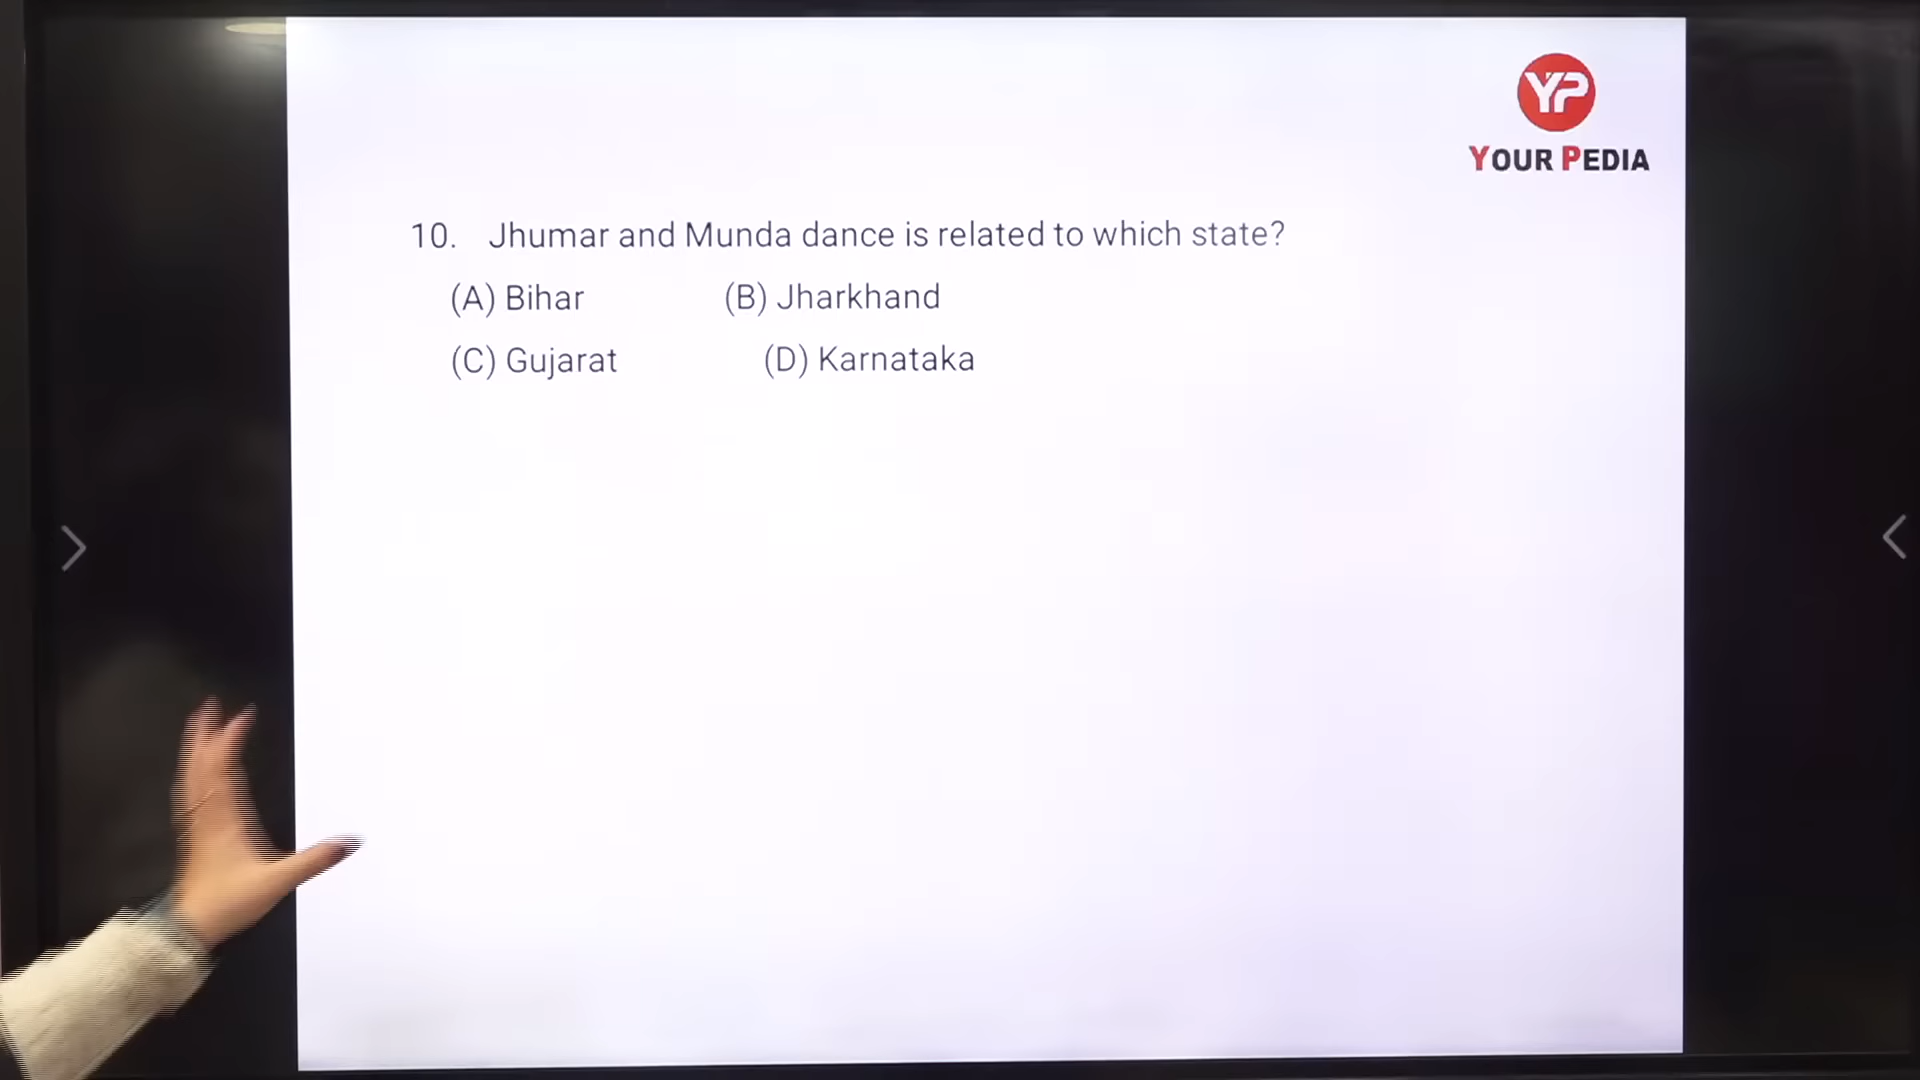 YP
YOUR PEDIA
10. Jhumar and Munda dance is related to which state?
(A) Bihar (B) Jharkhand
(C) Gujarat (D) Karnataka